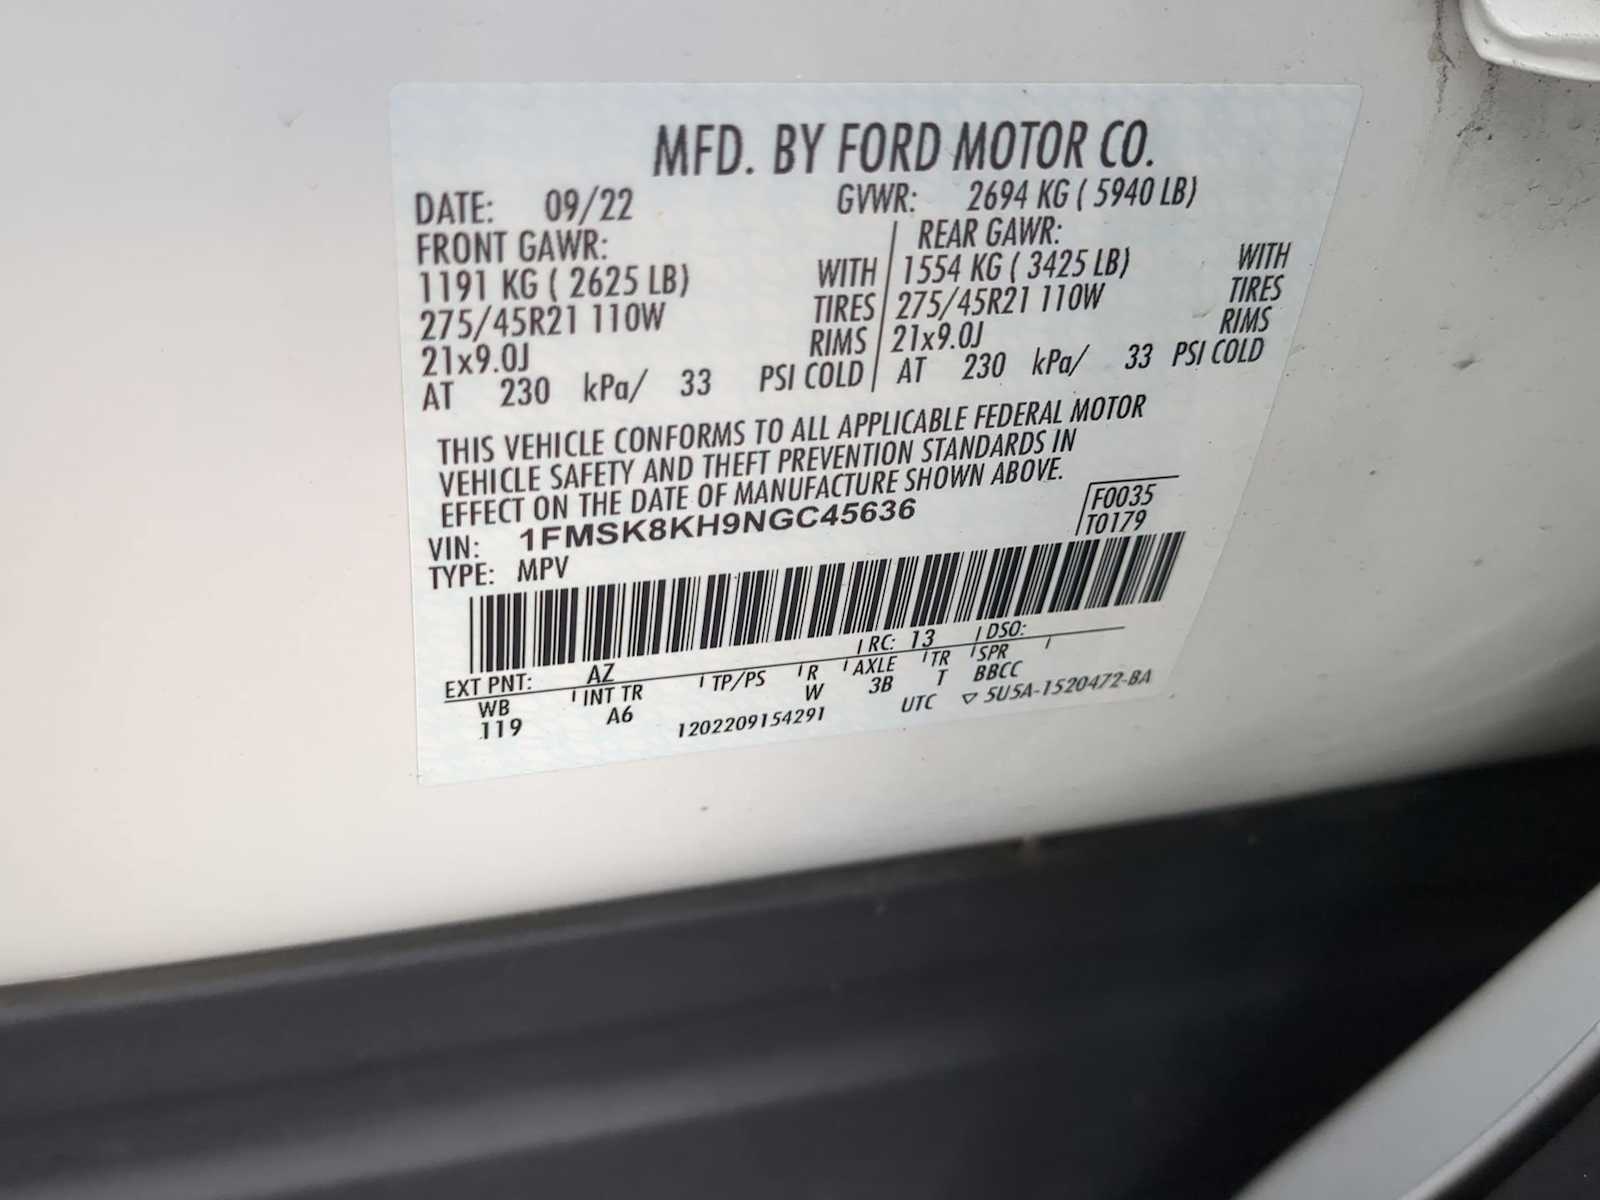 MFD. BY FORD MOTOR CO.
DATE: 09/22 GVWR: 2694 KG ( 5940 LB)
FRONT GAWR: REAR GAWR:
1191 KG ( 2625 LB) WITH 1554 KG ( 3425 LB) WITH
275/45R21 110W TIRES 275/45R21 110W TIRES
21x9.0J RIMS 21x9.0J RIMS
AT 230 kPa/ 33 PSI COLD AT 230 kPa/ 33 PSI COLD
THIS VEHICLE CONFORMS TO ALL APPLICABLE FEDERAL MOTOR
VEHICLE SAFETY AND THEFT PREVENTION STANDARDS IN
EFFECT ON THE DATE OF MANUFACTURE SHOWN ABOVE.
VIN: 1FMSK8KH9NGC45636 F0035
TYPE: MPV T0179
EXT PNT: AZ RC: 13 DSO:
WB INT TR TP/PS R AXLE TR SPR
119 A6 W 3B T BBCC
1202209154291 UTC ▽ 5U5A-1520472-BA